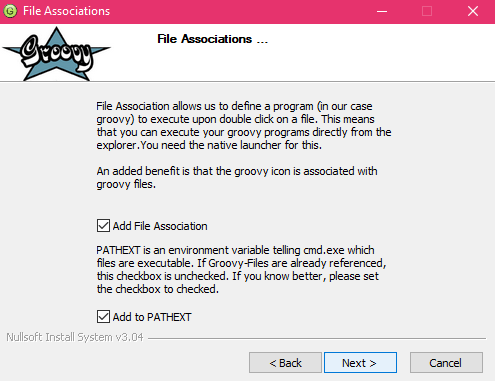 File Associations
Groovy
File Associations ...
File Association allows us to define a program (in our case
groovy) to execute upon double click on a file. This means
that you can execute your groovy programs directly from the
explorer.You need the native launcher for this.
An added benefit is that the groovy icon is associated with
groovy files.
Add File Association
PATHEXT is an environment variable telling cmd.exe which
files are executable. If Groovy-Files are already referenced,
this checkbox is unchecked. If you know better, please set
the checkbox to checked.
Add to PATHEXT
Nullsoft Install System v3.04
< Back Next > Cancel